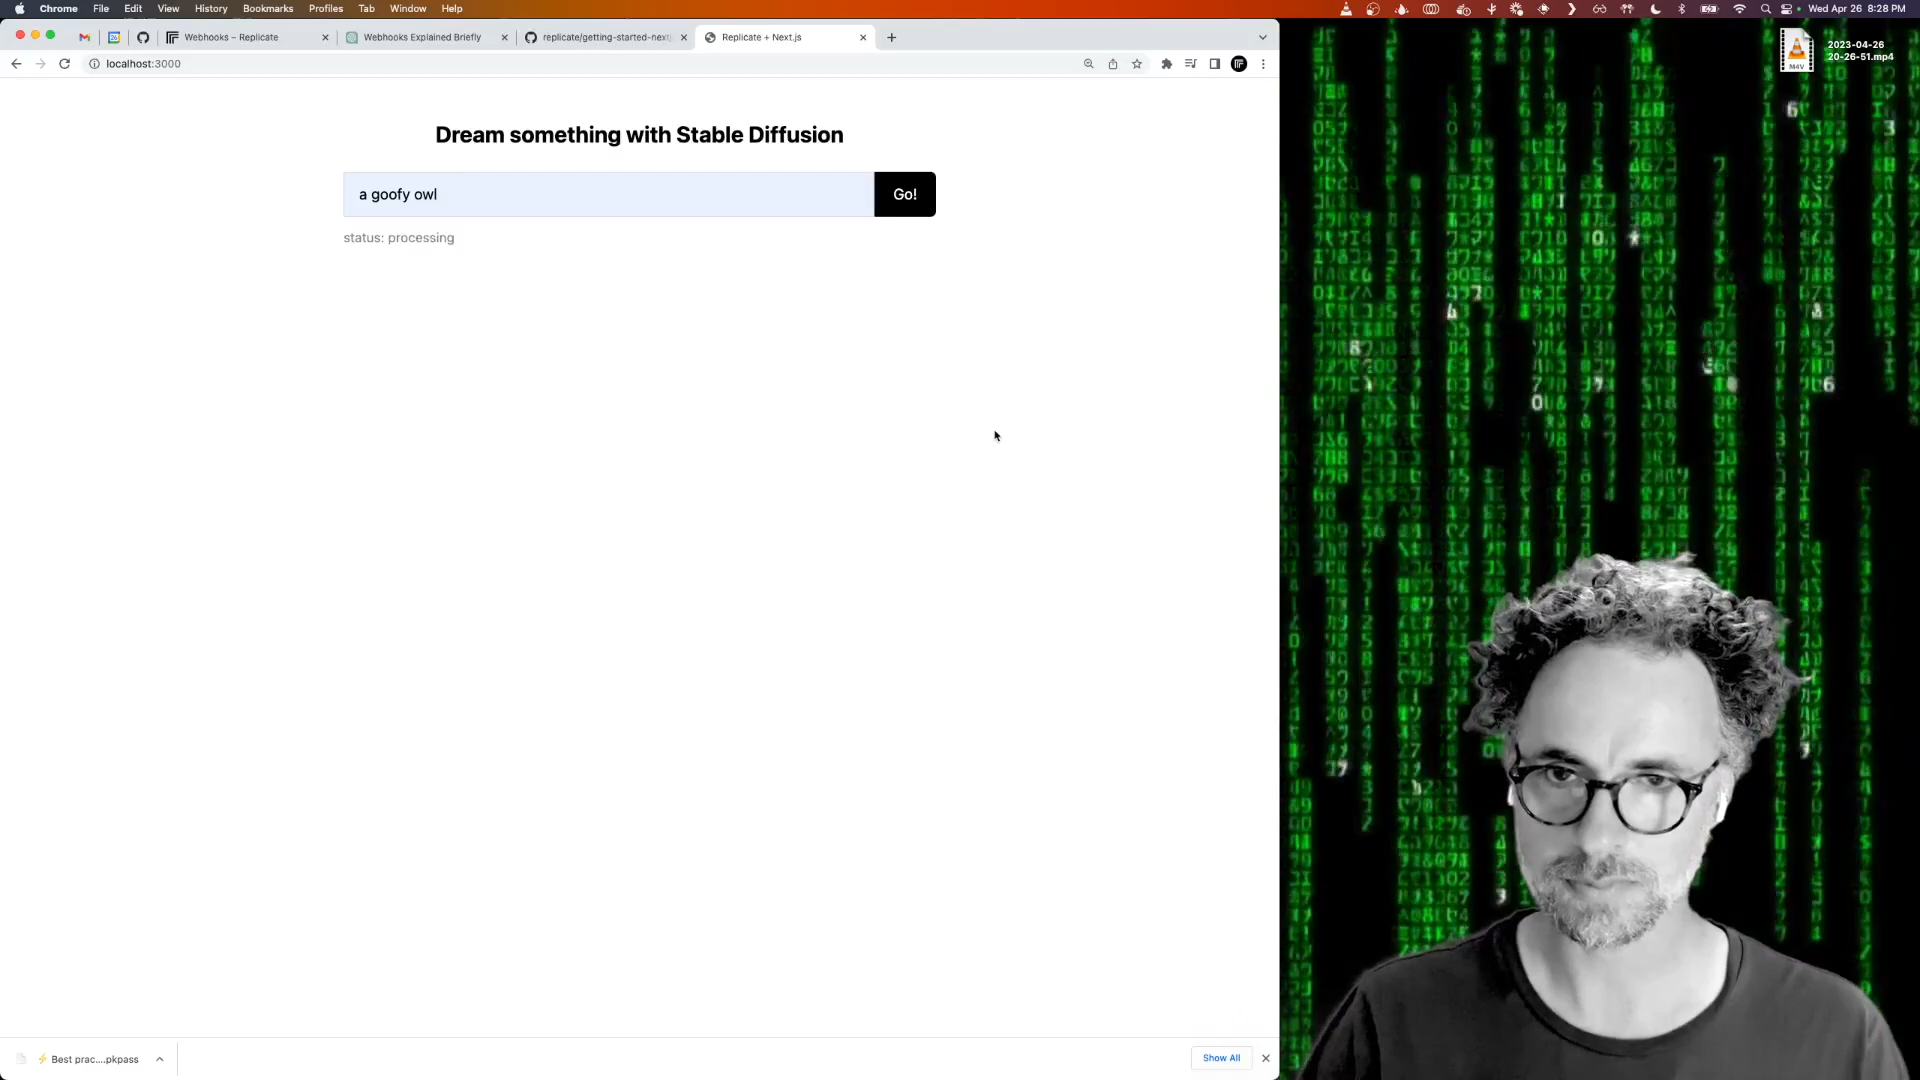 Chrome File Edit View History Bookmarks Profiles Tab Window Help
Wed Apr 26 8:28 PM
Webhooks – Replicate
Webhooks Explained Briefly
replicate/getting-started-next
Replicate + Next.js
localhost:3000
2023-04-26
20-26-51.mp4
M4V
Dream something with Stable Diffusion
a goofy owl
Go!
status: processing
⚡ Best prac....pkpass
Show All